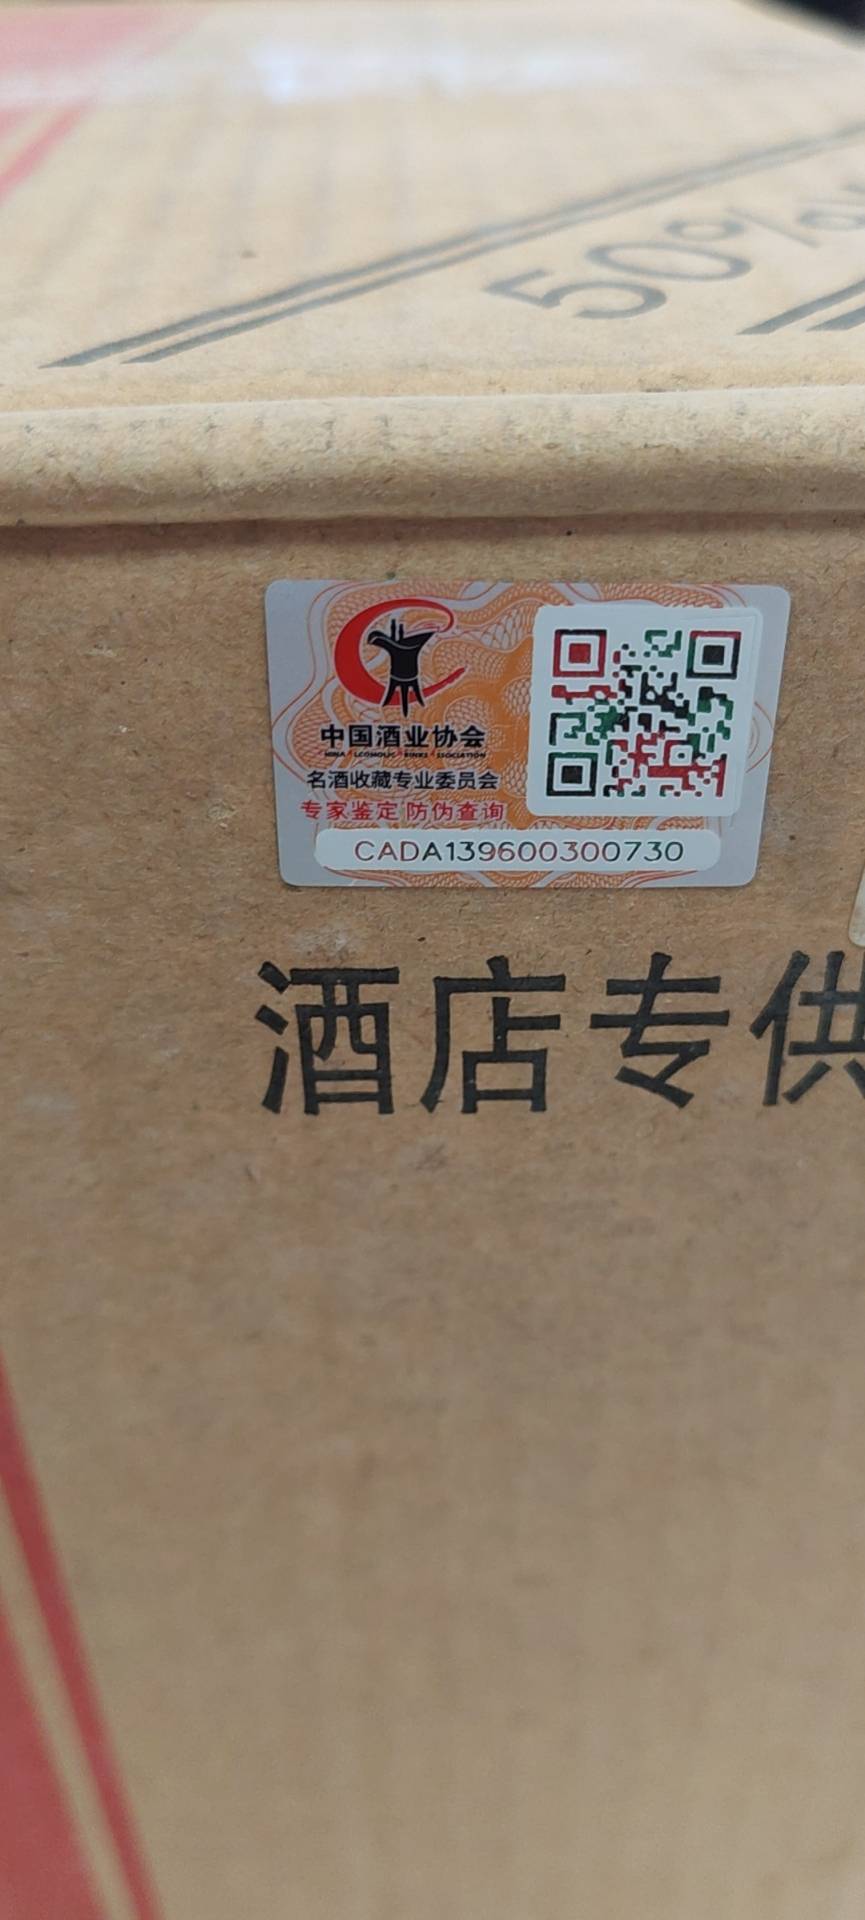 50%
中国酒业协会
名酒收藏专业委员会
专家鉴定 防伪查询
CADA139600300730
酒店专供